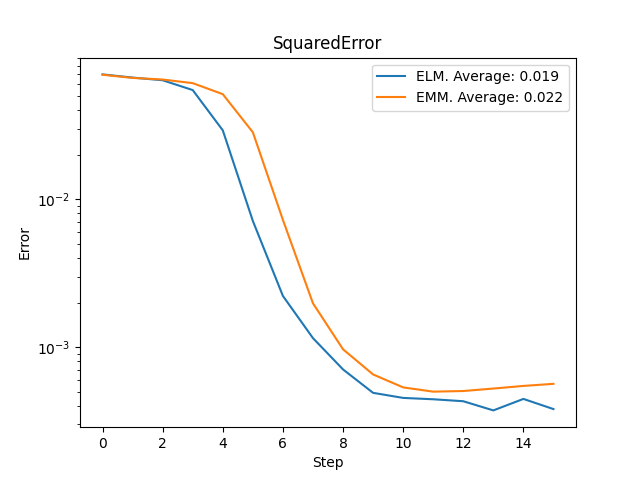 SquaredError
ELM. Average: 0.019
EMM. Average: 0.022
Error
10⁻²
10⁻³
0 2 4 6 8 10 12 14
Step